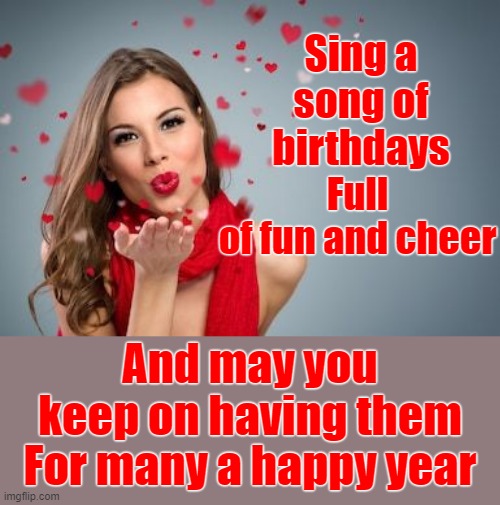 Sing a
song of
birthdays
Full
of fun and cheer
And may you
keep on having them
For many a happy year
imgflip.com